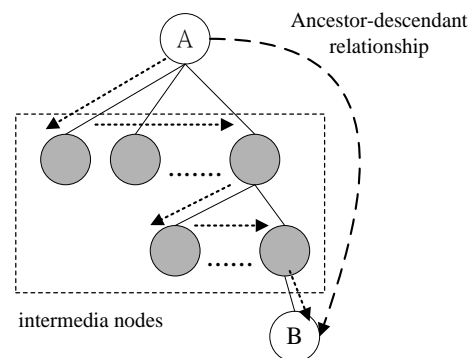 Ancestor-descendant
relationship
A
.......
......
intermedia nodes
B